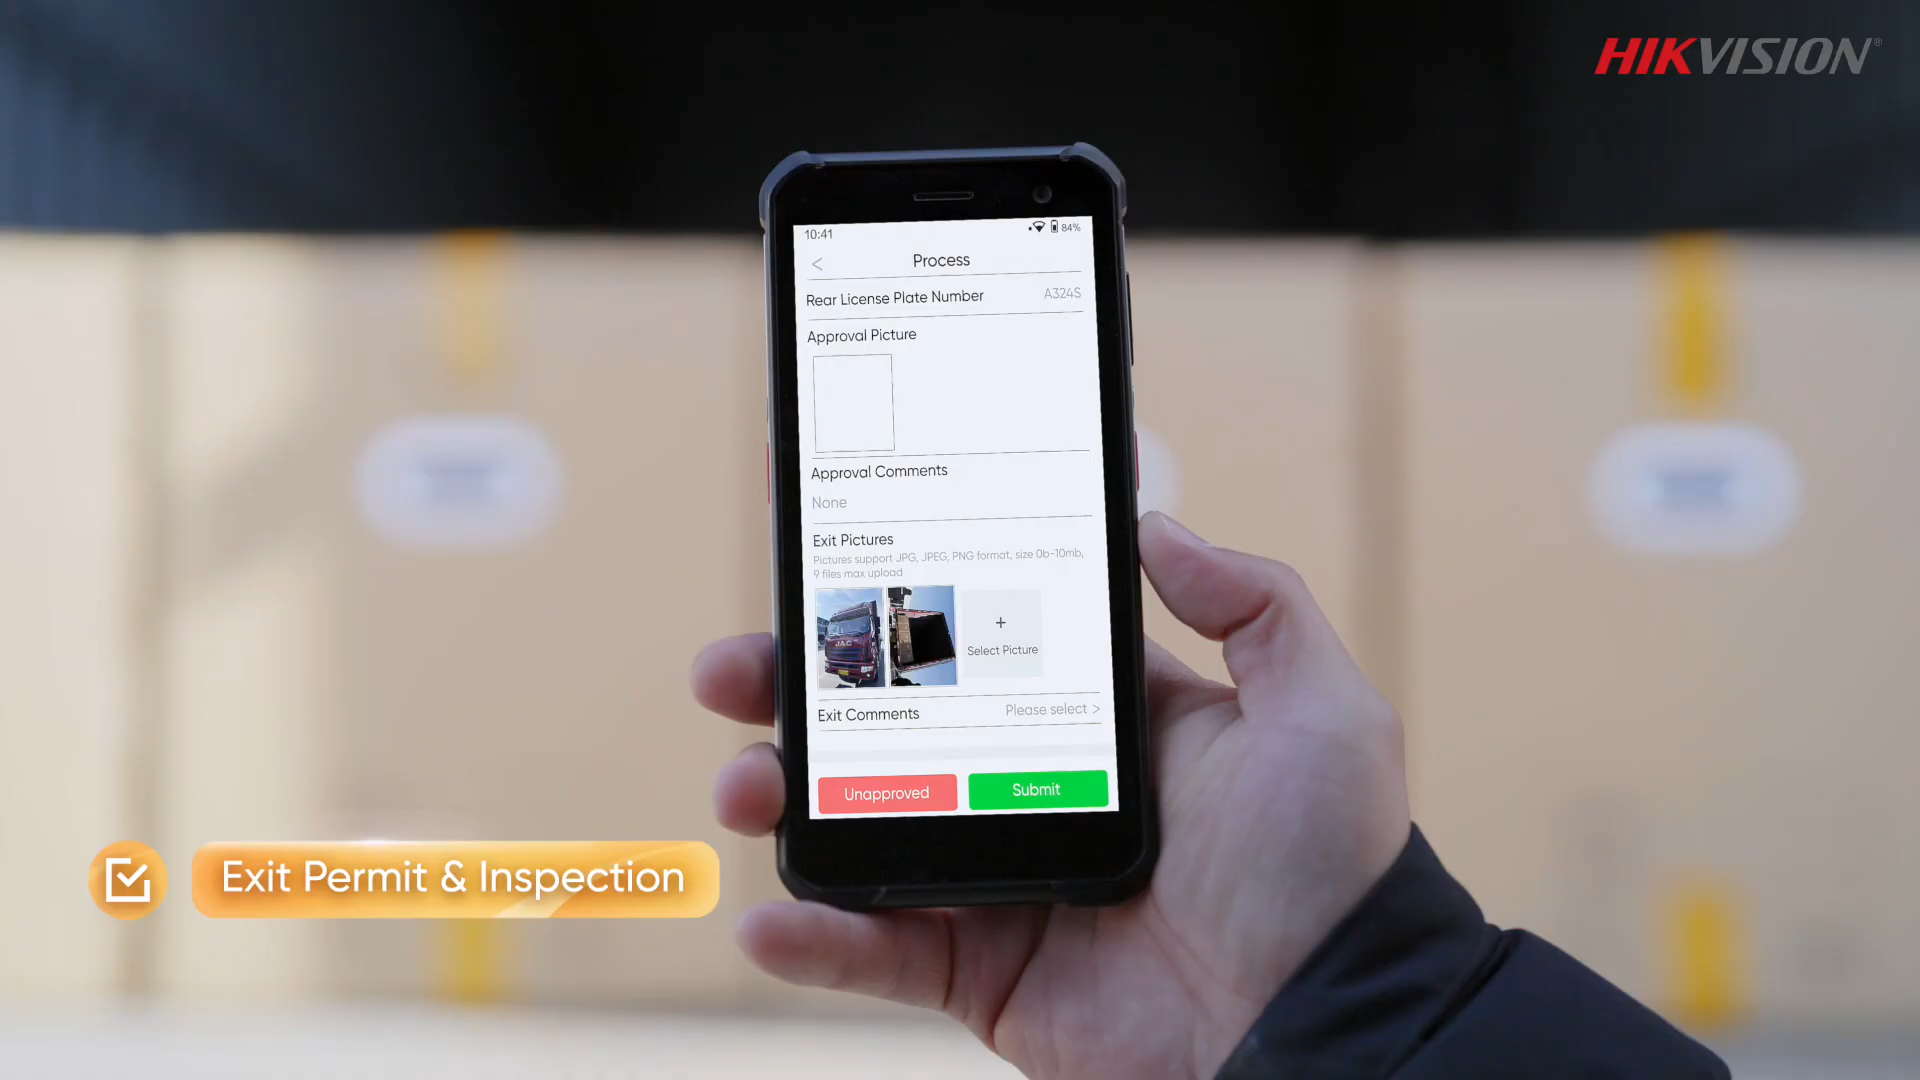 HIKVISION®
10:41
84%
< Process
Rear License Plate Number A324S
Approval Picture
Approval Comments
None
Exit Pictures
Pictures support JPG, JPEG, PNG format, size 0b-10mb,
9 files max upload
JAC
+
Select Picture
Exit Comments Please select >
Unapproved Submit
Exit Permit & Inspection